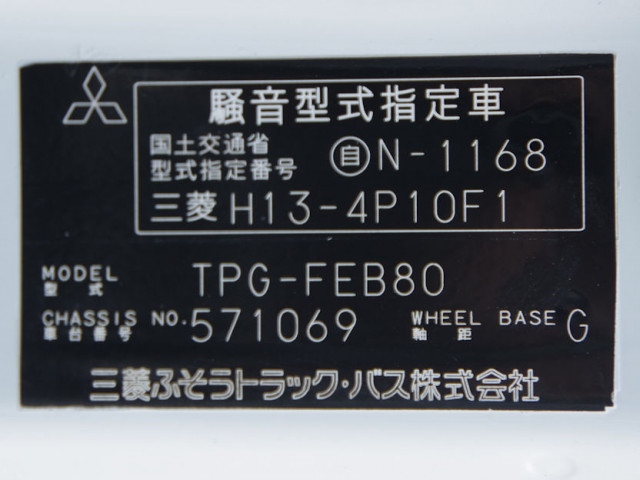 騒音型式指定車
国土交通省
型式指定番号 自N-1168
三菱 H13-4P10F1
MODEL TPG-FEB80
型式
CHASSIS NO. 571069 WHEEL BASE G
車台番号 軸距
三菱ふそうトラック・バス株式会社